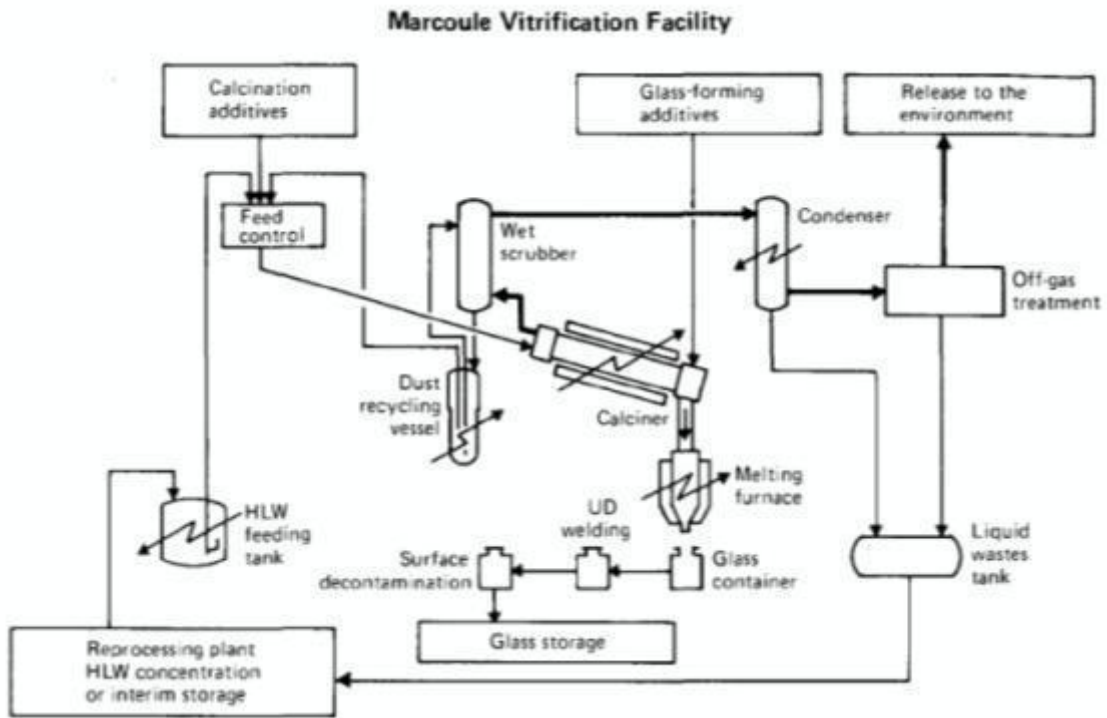 Marcoule Vitrification Facility
Calcination
additives
Glass-forming
additives
Release to the
environment
Feed
control
Wet
scrubber
Condenser
Off-gas
treatment
Dust
recycling
vessel
Calciner
Melting
furnace
HLW
feeding
tank
UD
welding
Surface
decontamination
Glass
container
Liquid
wastes
tank
Glass storage
Reprocessing plant
HLW concentration
or interim storage